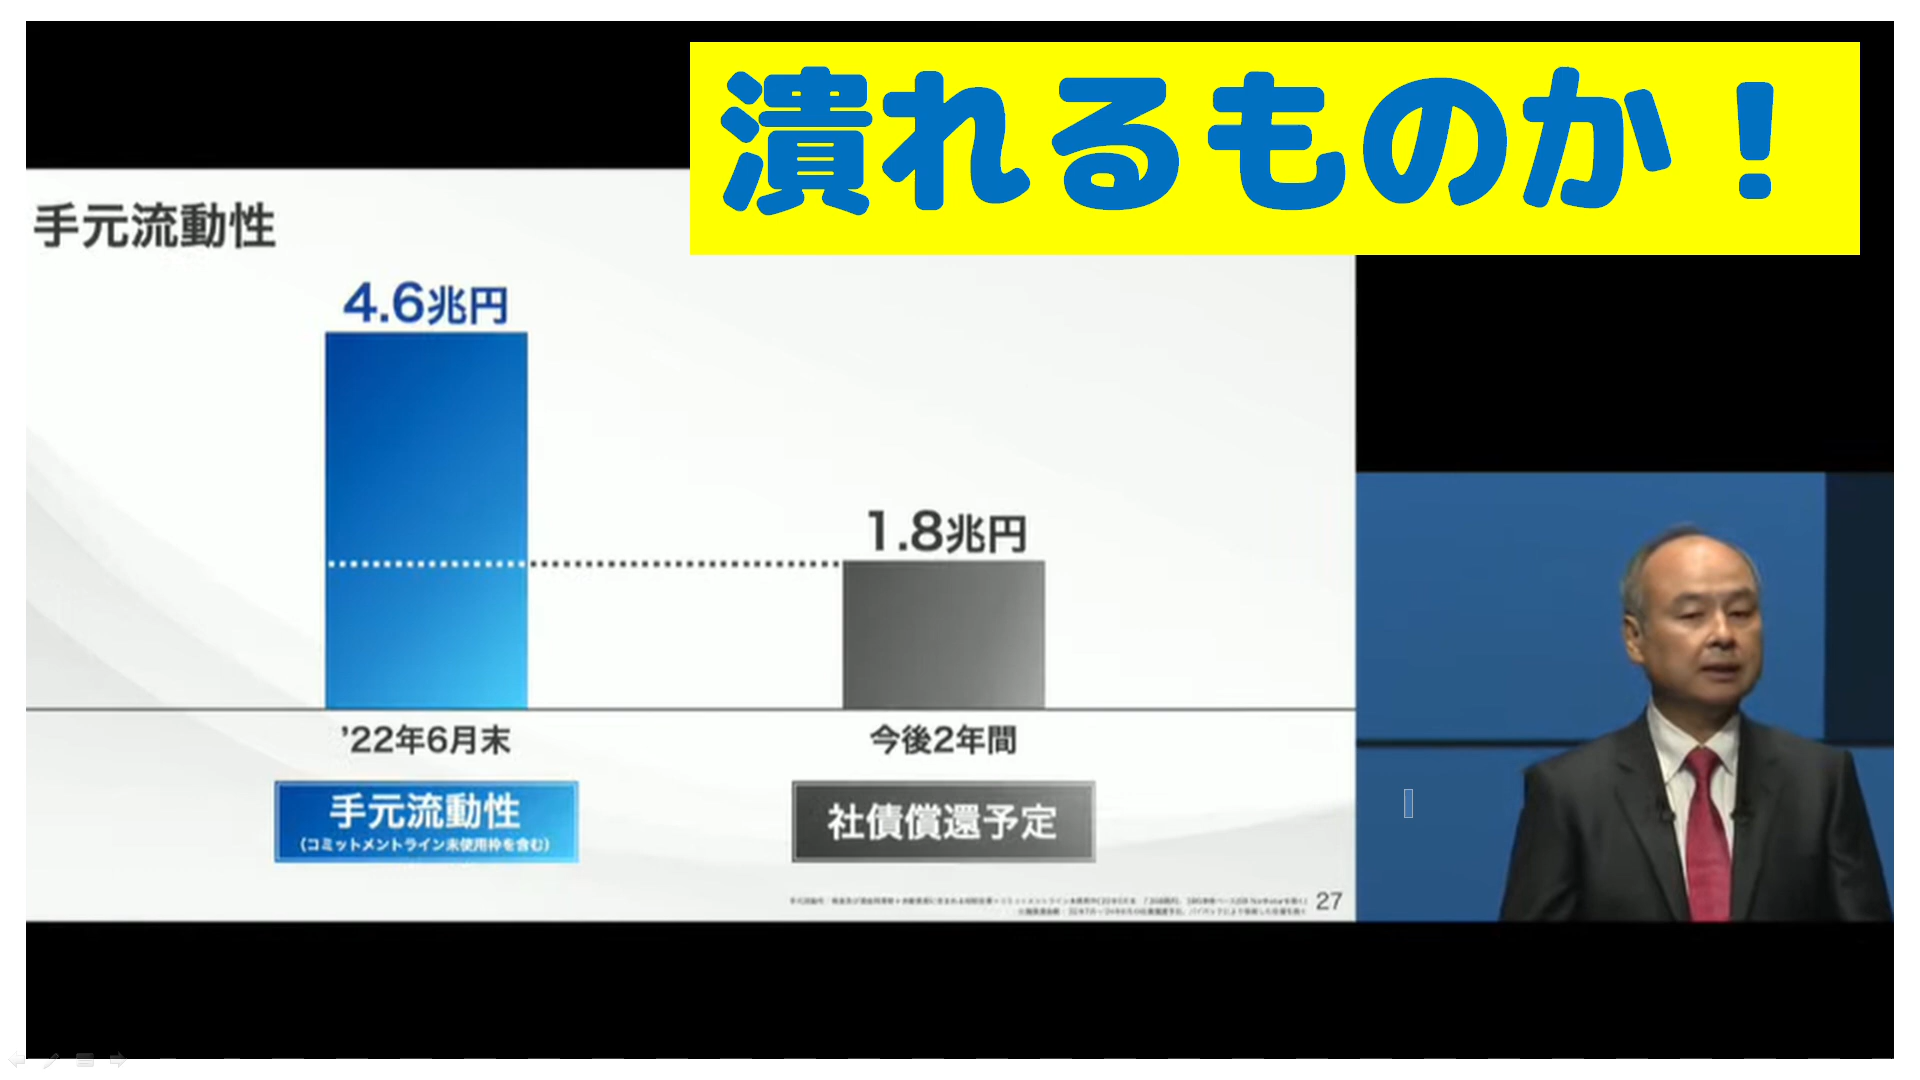 潰れるものか！
手元流動性
4.6兆円
1.8兆円
’22年6月末
今後2年間
手元流動性
（コミットメントライン未使用枠を含む）
社債償還予定
27